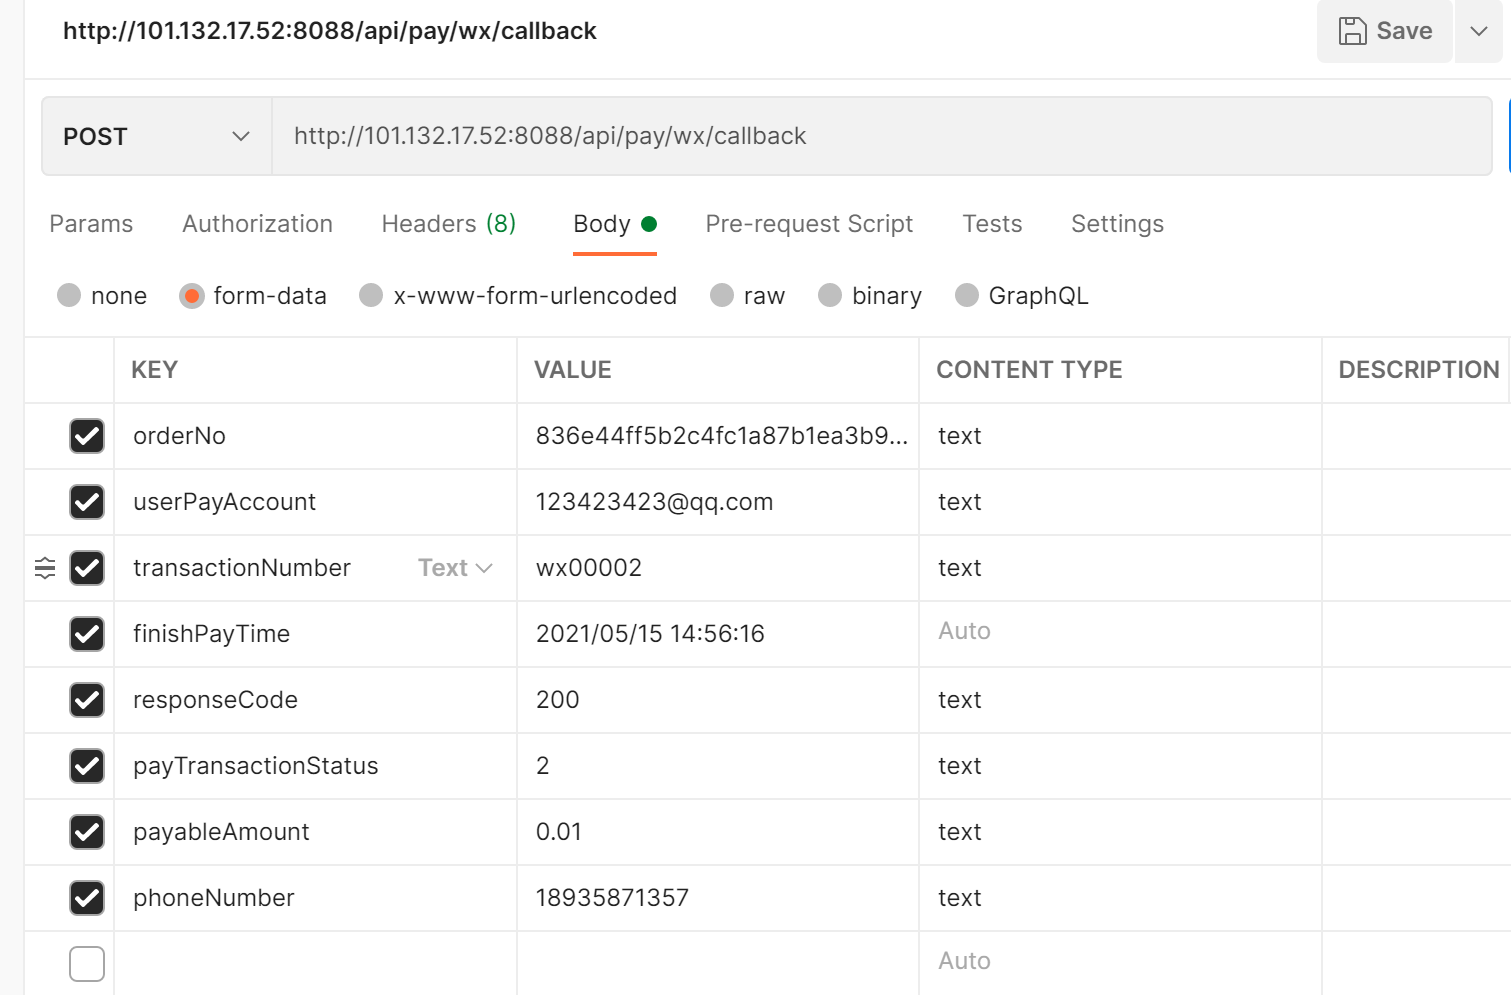 http://101.132.17.52:8088/api/pay/wx/callback
Save
POST http://101.132.17.52:8088/api/pay/wx/callback
Params Authorization Headers (8) Body Pre-request Script Tests Settings
none form-data x-www-form-urlencoded raw binary GraphQL
KEY VALUE CONTENT TYPE DESCRIPTION
orderNo 836e44ff5b2c4fc1a87b1ea3b9... text
userPayAccount 123423423@qq.com text
transactionNumber Text wx00002 text
finishPayTime 2021/05/15 14:56:16 Auto
responseCode 200 text
payTransactionStatus 2 text
payableAmount 0.01 text
phoneNumber 18935871357 text
Auto